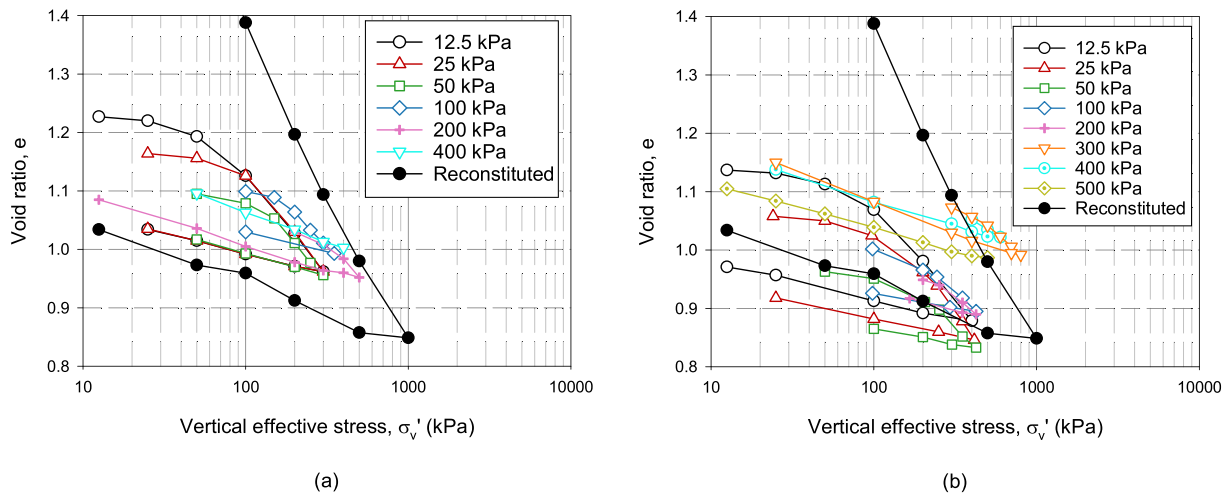 1.4
1.3
1.2
1.1
1.0
0.9
0.8
Void ratio, e
10
100
1000
10000
Vertical effective stress, σv' (kPa)
12.5 kPa
25 kPa
50 kPa
100 kPa
200 kPa
400 kPa
Reconstituted
(a)
1.4
1.3
1.2
1.1
1.0
0.9
0.8
Void ratio, e
10
100
1000
10000
Vertical effective stress, σv' (kPa)
12.5 kPa
25 kPa
50 kPa
100 kPa
200 kPa
300 kPa
400 kPa
500 kPa
Reconstituted
(b)